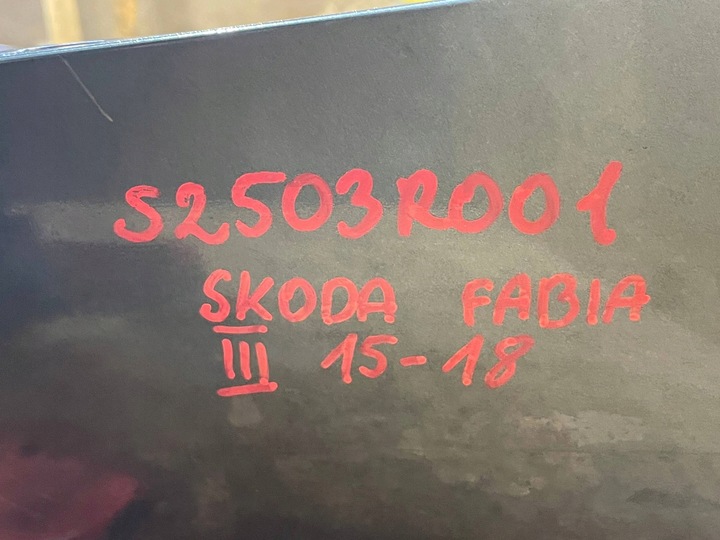 S2503R001
SKODA FABIA
III 15-18